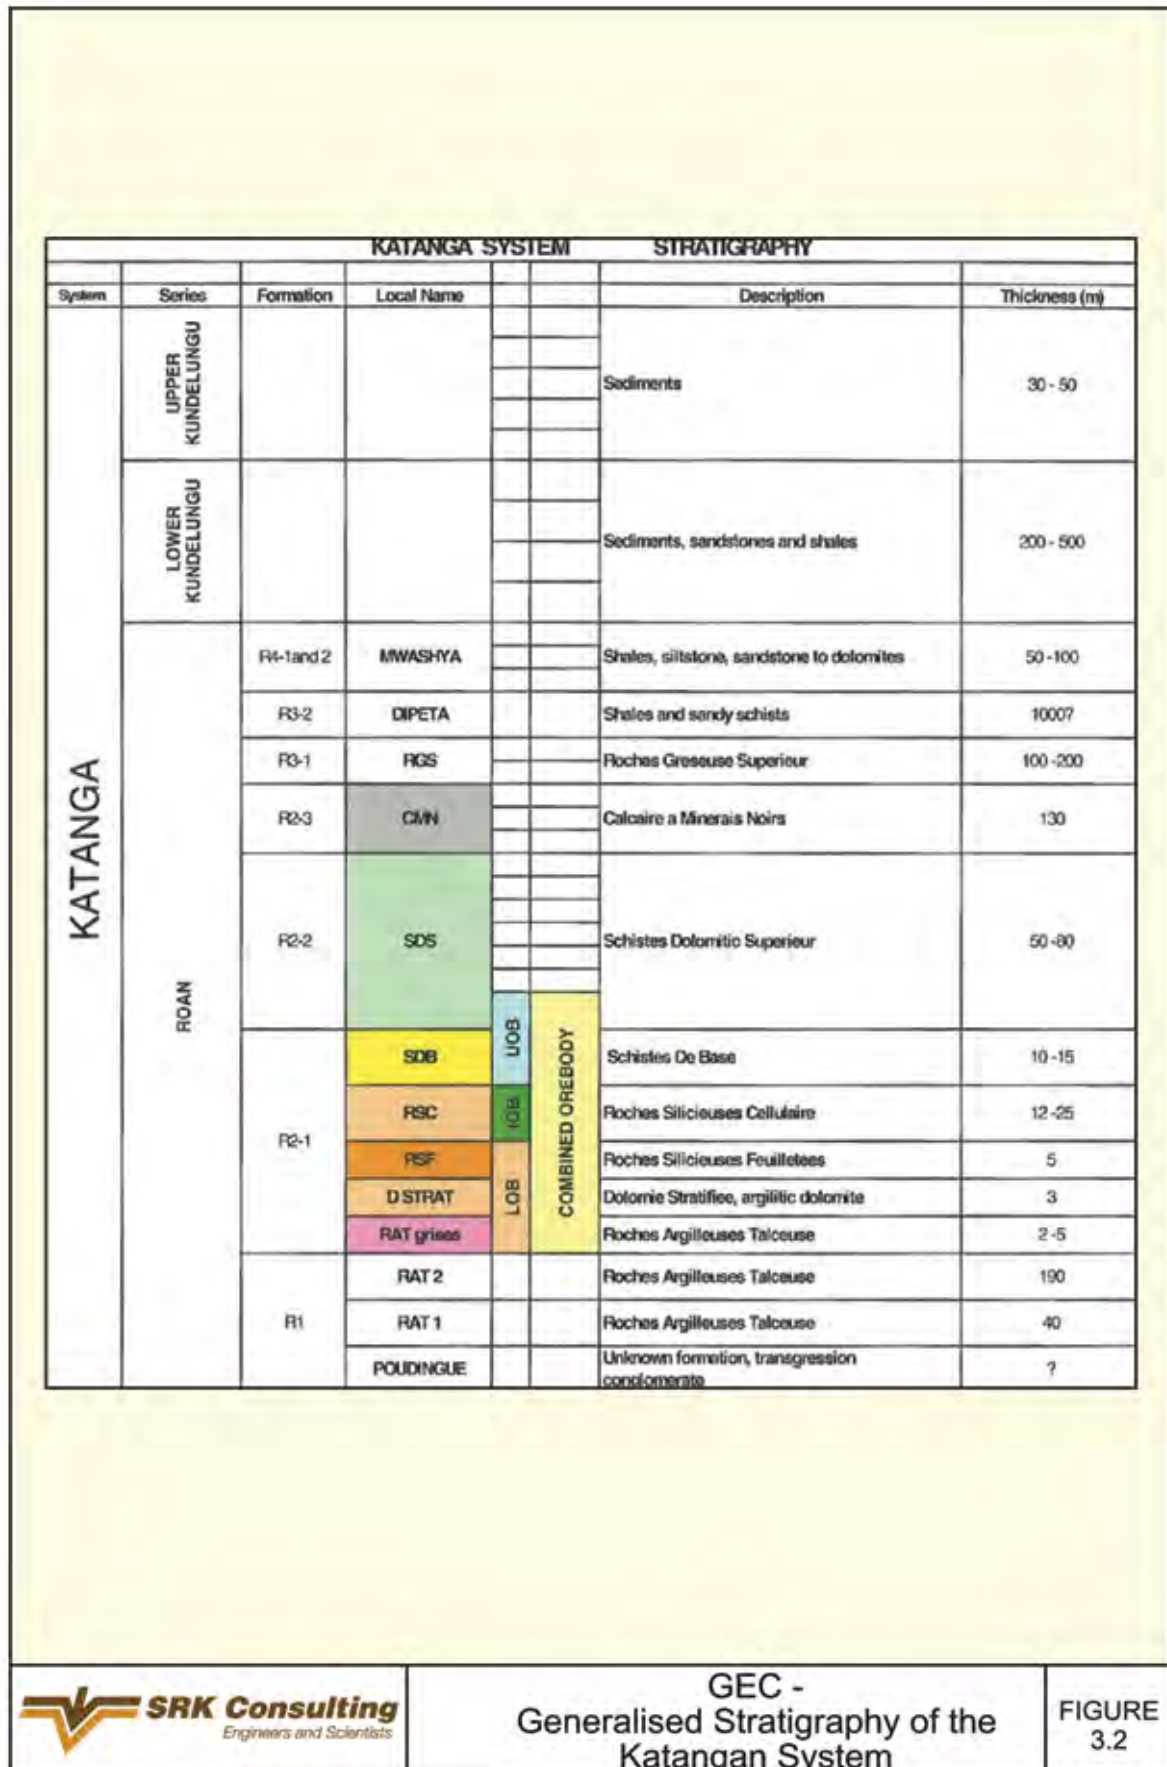 KATANGA SYSTEM STRATIGRAPHY
System Series Formation Local Name Description Thickness (m)
KATANGA
UPPER
KUNDELUNGU
Sediments 30 - 50
LOWER
KUNDELUNGU
Sediments, sandstones and shales 200 - 500
ROAN
R4-1and 2 MWASHYA Shales, siltstone, sandstone to dolomites 50 -100
R3-2 DIPETA Shales and sandy schists 1000?
R3-1 RGS Roches Greseuse Superieur 100 -200
R2-3 CMN Calcaire a Minerais Noirs 130
R2-2 SDS Schistes Dolomitic Superieur 50 -80
UOB
COMBINED OREBODY
R2-1
SDB Schistes De Base 10 -15
RSC IOB Roches Silicieuses Cellulaire 12 -25
RSF Roches Silicieuses Feuilletees 5
LOB
D STRAT Dolomie Stratifiee, argilitic dolomite 3
RAT grises Roches Argilleuses Talceuse 2 -5
R1
RAT 2 Roches Argilleuses Talceuse 190
RAT 1 Roches Argilleuses Talceuse 40
POUDINGUE Unknown formation, transgression
conglomerate ?
SRK Consulting
Engineers and Scientists
GEC -
Generalised Stratigraphy of the
Katangan System
FIGURE
3.2